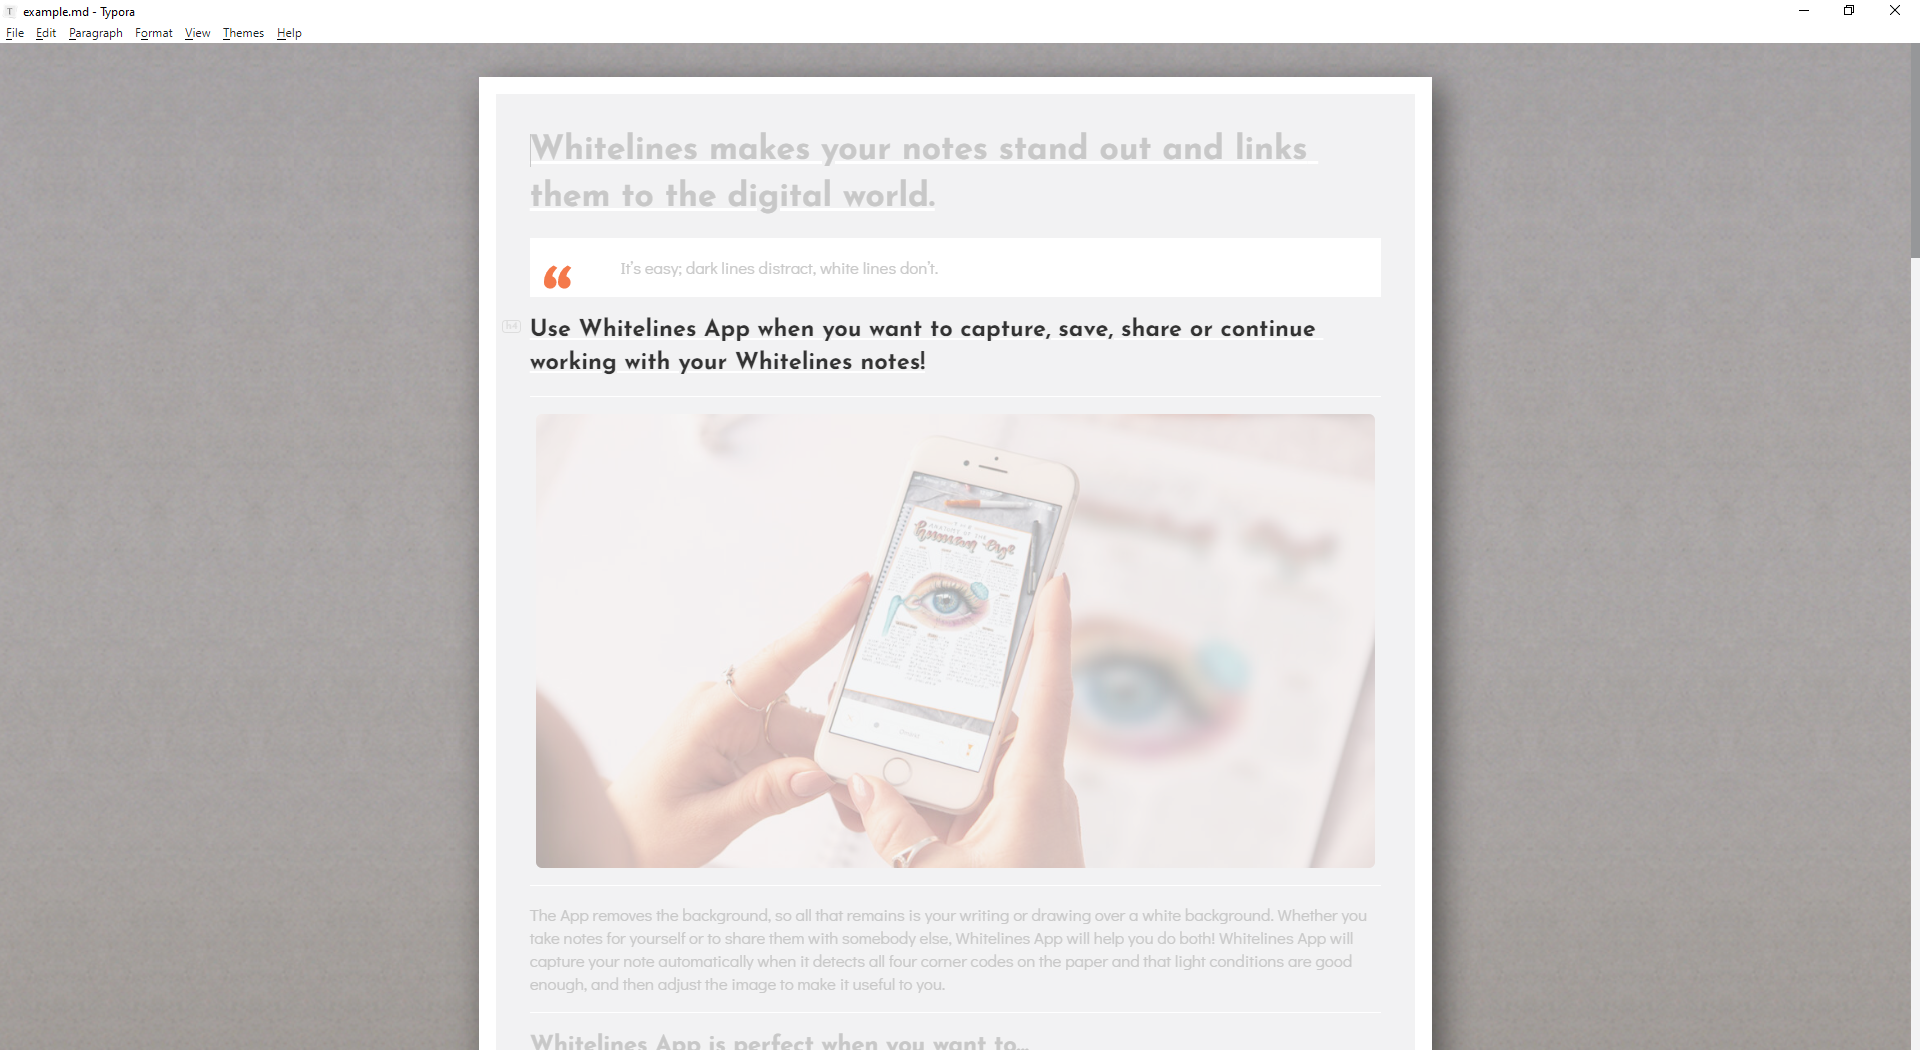 example.md - Typora
File Edit Paragraph Format View Themes Help
Whitelines makes your notes stand out and links
them to the digital world.
It's easy; dark lines distract, white lines don't.
h4
Use Whitelines App when you want to capture, save, share or continue
working with your Whitelines notes!
ANATOMY OF THE
human eye
The App removes the background, so all that remains is your writing or drawing over a white background. Whether you
take notes for yourself or to share them with somebody else, Whitelines App will help you do both! Whitelines App will
capture your note automatically when it detects all four corner codes on the paper and that light conditions are good
enough, and then adjust the image to make it useful to you.
Whitelines App is perfect when you want to...